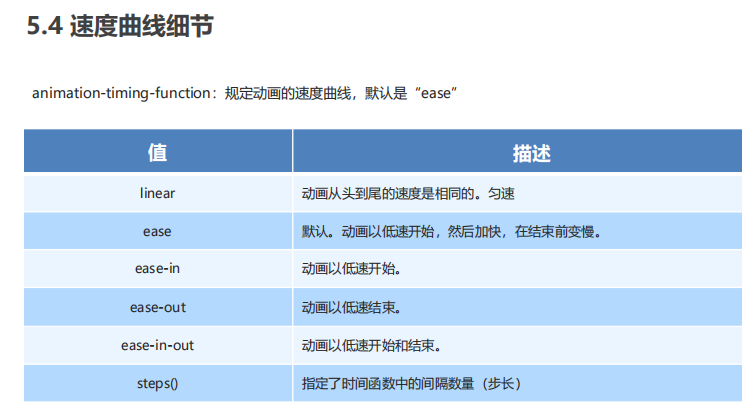 5.4 速度曲线细节
animation-timing-function：规定动画的速度曲线，默认是“ease”
值 描述
linear 动画从头到尾的速度是相同的。匀速
ease 默认。动画以低速开始，然后加快，在结束前变慢。
ease-in 动画以低速开始。
ease-out 动画以低速结束。
ease-in-out 动画以低速开始和结束。
steps() 指定了时间函数中的间隔数量（步长）